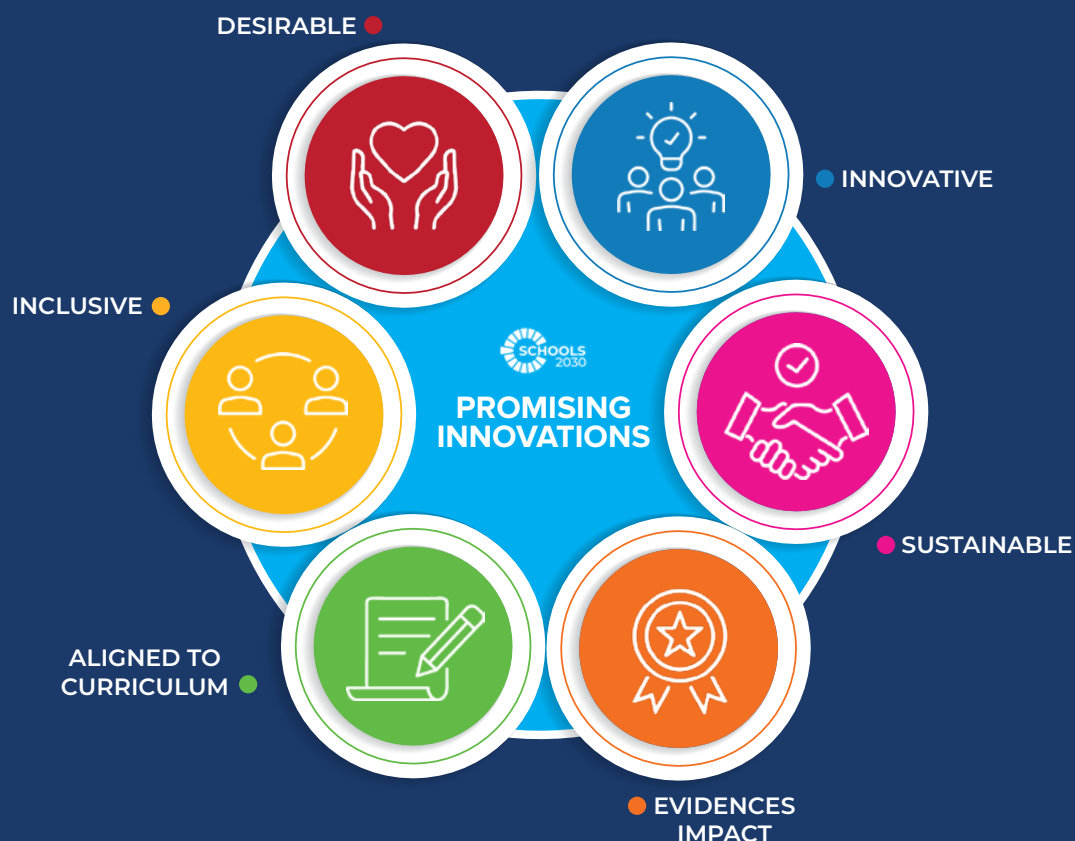 DESIRABLE
INNOVATIVE
INCLUSIVE
SCHOOLS
2030
PROMISING
INNOVATIONS
SUSTAINABLE
ALIGNED TO
CURRICULUM
EVIDENCES
IMPACT